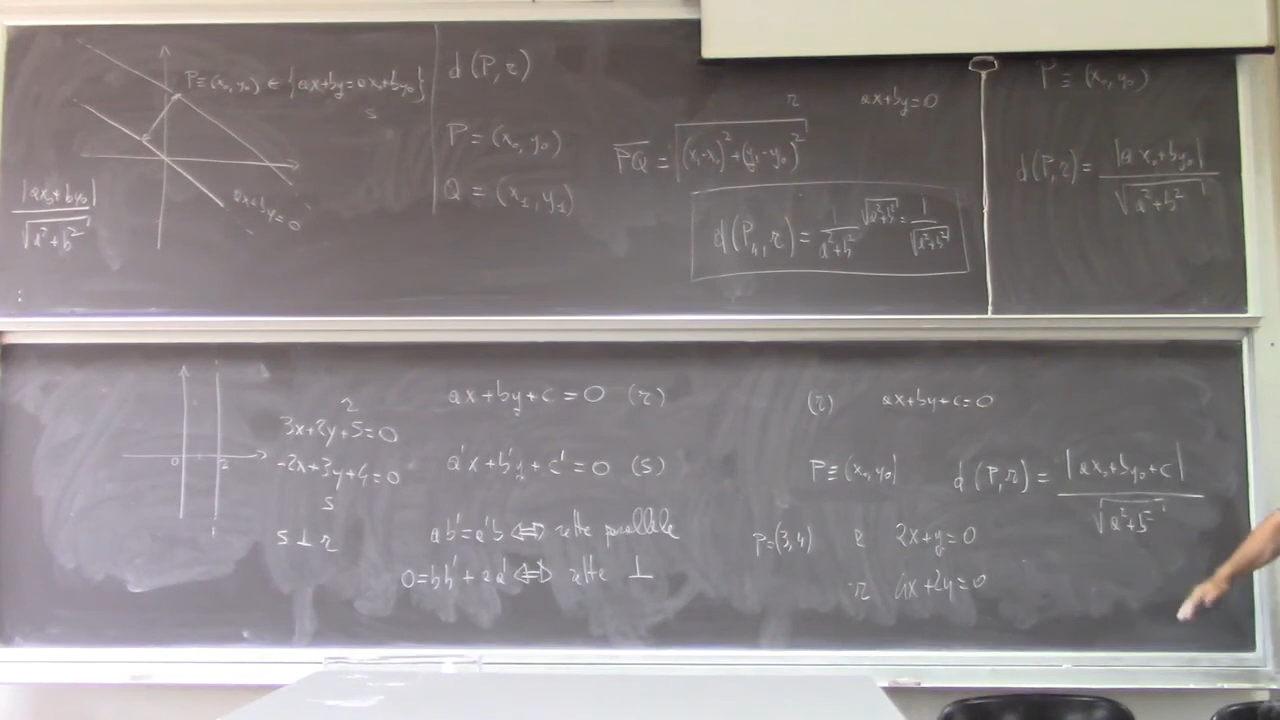 P≡(x₀,y₀) ∈ {ax+by=ax₀+by₀}
s
|ax₀+by₀|
√a²+b²
ax+by=0
d(P,r)
P=(x₀,y₀)
Q=(x₁,y₁)
r ax+by=0
PQ = √(x₁-x₀)²+(y₁-y₀)²
d(P₁,r) = 1/a²+b² √a²+b² = 1/√a²+b²
P≡(x₀,y₀)
d(P,r) = |ax₀+by₀|/√a²+b²
0 2
r
3x+2y+5=0
-2x+3y+4=0
s
s⊥r
ax+by+c=0 (r)
a'x+b'y+c'=0 (s)
ab'=a'b ⇔ rette parallele
0=bb'+aa' ⇔ rette ⊥
(r) ax+by+c=0
P≡(x₀,y₀) d(P,r) = |ax₀+by₀+c|/√a²+b²
P=(3,4) r 2x+y=0
r 4x+2y=0